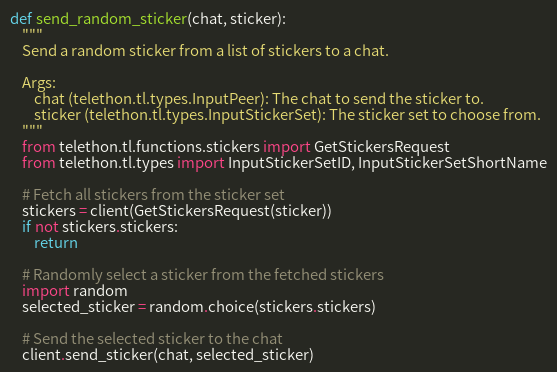 def send_random_sticker(chat, sticker):
    """
    Send a random sticker from a list of stickers to a chat.

    Args:
        chat (telethon.tl.types.InputPeer): The chat to send the sticker to.
        sticker (telethon.tl.types.InputStickerSet): The sticker set to choose from.
    """
    from telethon.tl.functions.stickers import GetStickersRequest
    from telethon.tl.types import InputStickerSetID, InputStickerSetShortName

    # Fetch all stickers from the sticker set
    stickers = client(GetStickersRequest(sticker))
    if not stickers.stickers:
        return

    # Randomly select a sticker from the fetched stickers
    import random
    selected_sticker = random.choice(stickers.stickers)

    # Send the selected sticker to the chat
    client.send_sticker(chat, selected_sticker)